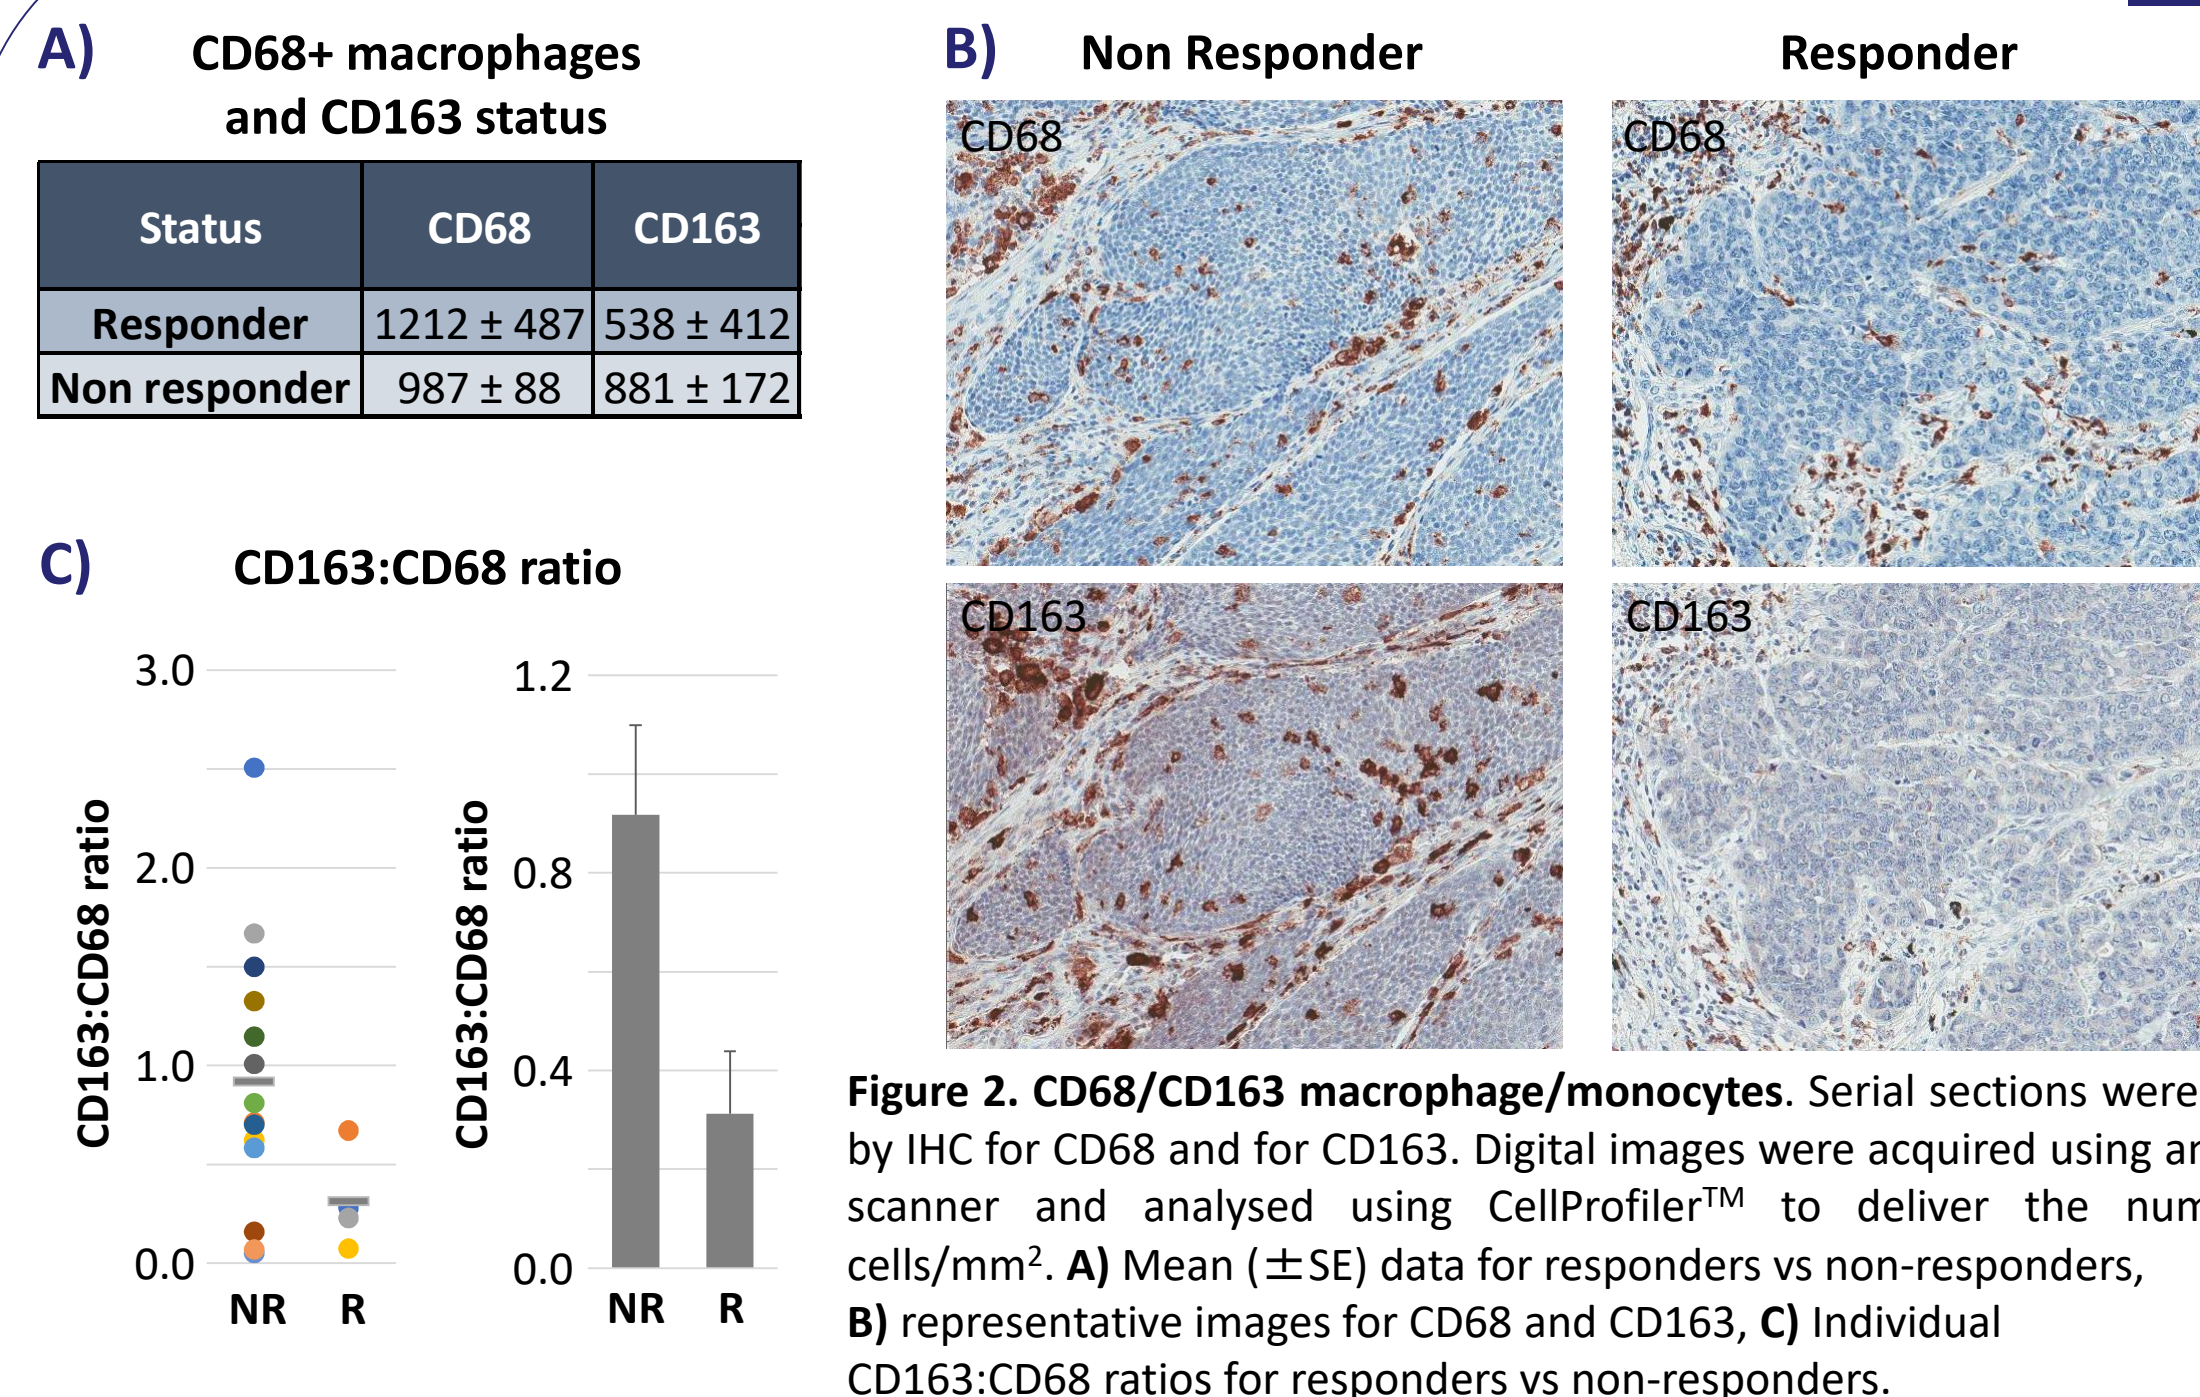 A)
CD68+ macrophages
and CD163 status
Status CD68 CD163
Responder 1212 ± 487 538 ± 412
Non responder 987 ± 88 881 ± 172
B)
Non Responder Responder
CD68 CD68
CD163 CD163
C)
CD163:CD68 ratio
CD163:CD68 ratio
3.0
2.0
1.0
0.0
NR R
CD163:CD68 ratio
1.2
0.8
0.4
0.0
NR R
Figure 2. CD68/CD163 macrophage/monocytes. Serial sections were
by IHC for CD68 and for CD163. Digital images were acquired using
scanner and analysed using CellProfiler™ to deliver the
cells/mm². A) Mean (±SE) data for responders vs non-responders,
B) representative images for CD68 and CD163, C) Individual
CD163:CD68 ratios for responders vs non-responders.